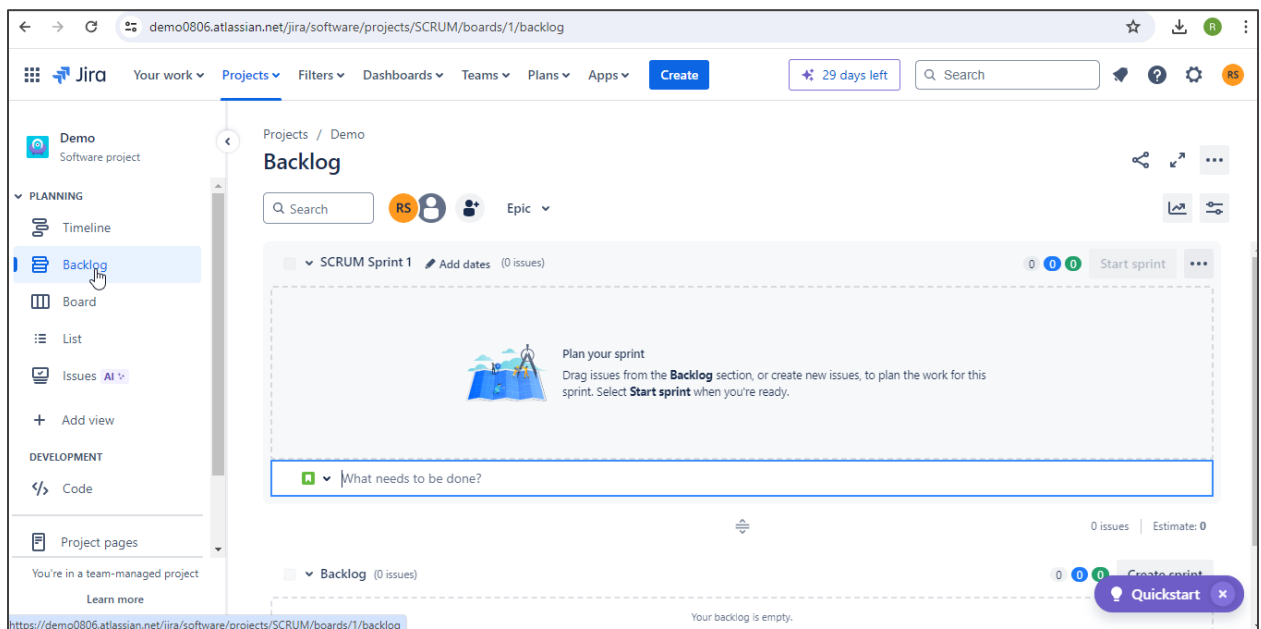 demo0806.atlassian.net/jira/software/projects/SCRUM/boards/1/backlog
R
Jira
Your work
Projects
Filters
Dashboards
Teams
Plans
Apps
Create
29 days left
Search
RS
Demo
Software project
PLANNING
Timeline
Backlog
Board
List
Issues AI
+ Add view
DEVELOPMENT
</> Code
Project pages
You're in a team-managed project
Learn more
https://demo0806.atlassian.net/jira/software/projects/SCRUM/boards/1/backlog
Projects / Demo
Backlog
Search
RS
Epic
SCRUM Sprint 1 Add dates (0 issues)
0 0 0 Start sprint
Plan your sprint
Drag issues from the Backlog section, or create new issues, to plan the work for this
sprint. Select Start sprint when you're ready.
What needs to be done?
0 issues Estimate: 0
Backlog (0 issues)
0 0 0 Create sprint
Your backlog is empty.
Quickstart